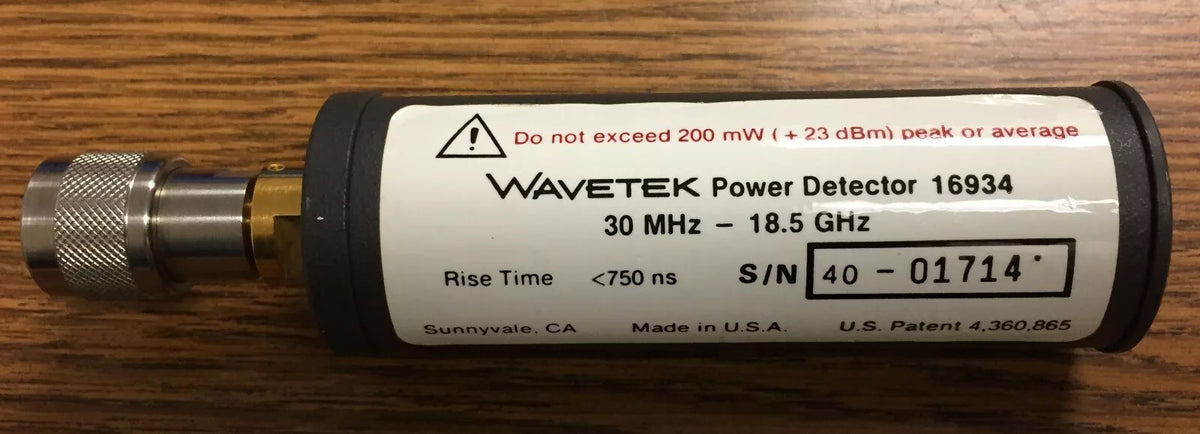 Do not exceed 200 mW ( + 23 dBm) peak or average
WAVETEK Power Detector 16934
30 MHz – 18.5 GHz
Rise Time <750 ns S/N 40 - 01714
Sunnyvale, CA Made in U.S.A. U.S. Patent 4,360,865